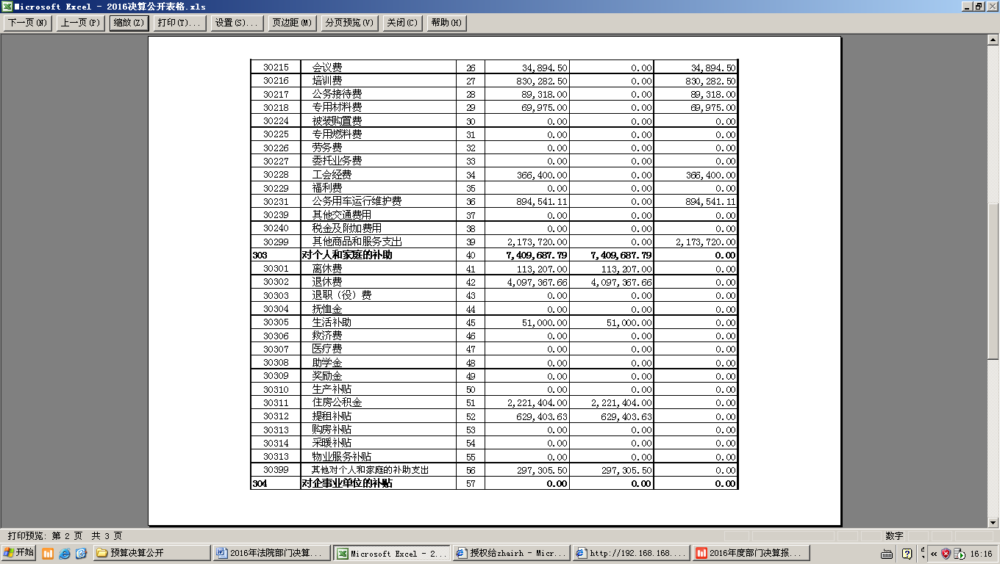 Microsoft Excel - 2016决算公开表格.xls
下一页(N) 上一页(P) 缩放(Z) 打印(T)... 设置(S)... 页边距(M) 分页预览(V) 关闭(C) 帮助(H)
30215 会议费 26 34,894.50 0.00 34,894.50
30216 培训费 27 830,282.50 0.00 830,282.50
30217 公务接待费 28 89,318.00 0.00 89,318.00
30218 专用材料费 29 69,975.00 0.00 69,975.00
30224 被装购置费 30 0.00 0.00 0.00
30225 专用燃料费 31 0.00 0.00 0.00
30226 劳务费 32 0.00 0.00 0.00
30227 委托业务费 33 0.00 0.00 0.00
30228 工会经费 34 366,400.00 0.00 366,400.00
30229 福利费 35 0.00 0.00 0.00
30231 公务用车运行维护费 36 894,541.11 0.00 894,541.11
30239 其他交通费用 37 0.00 0.00 0.00
30240 税金及附加费用 38 0.00 0.00 0.00
30299 其他商品和服务支出 39 2,173,720.00 0.00 2,173,720.00
303 对个人和家庭的补助 40 7,409,687.79 7,409,687.79 0.00
30301 离休费 41 113,207.00 113,207.00 0.00
30302 退休费 42 4,097,367.66 4,097,367.66 0.00
30303 退职（役）费 43 0.00 0.00 0.00
30304 抚恤金 44 0.00 0.00 0.00
30305 生活补助 45 51,000.00 51,000.00 0.00
30306 救济费 46 0.00 0.00 0.00
30307 医疗费 47 0.00 0.00 0.00
30308 助学金 48 0.00 0.00 0.00
30309 奖励金 49 0.00 0.00 0.00
30310 生产补贴 50 0.00 0.00 0.00
30311 住房公积金 51 2,221,404.00 2,221,404.00 0.00
30312 提租补贴 52 629,403.63 629,403.63 0.00
30313 购房补贴 53 0.00 0.00 0.00
30314 采暖补贴 54 0.00 0.00 0.00
30313 物业服务补贴 55 0.00 0.00 0.00
30399 其他对个人和家庭的补助支出 56 297,305.50 297,305.50 0.00
304 对企事业单位的补贴 57 0.00 0.00 0.00
打印预览: 第 2 页 共 3 页 数字
开始 预算决算公开 2016年法院部门决算... Microsoft Excel - 2... 授权给zhairh - Micr... http://192.168.168.... 2016年度部门决算报... 16:16